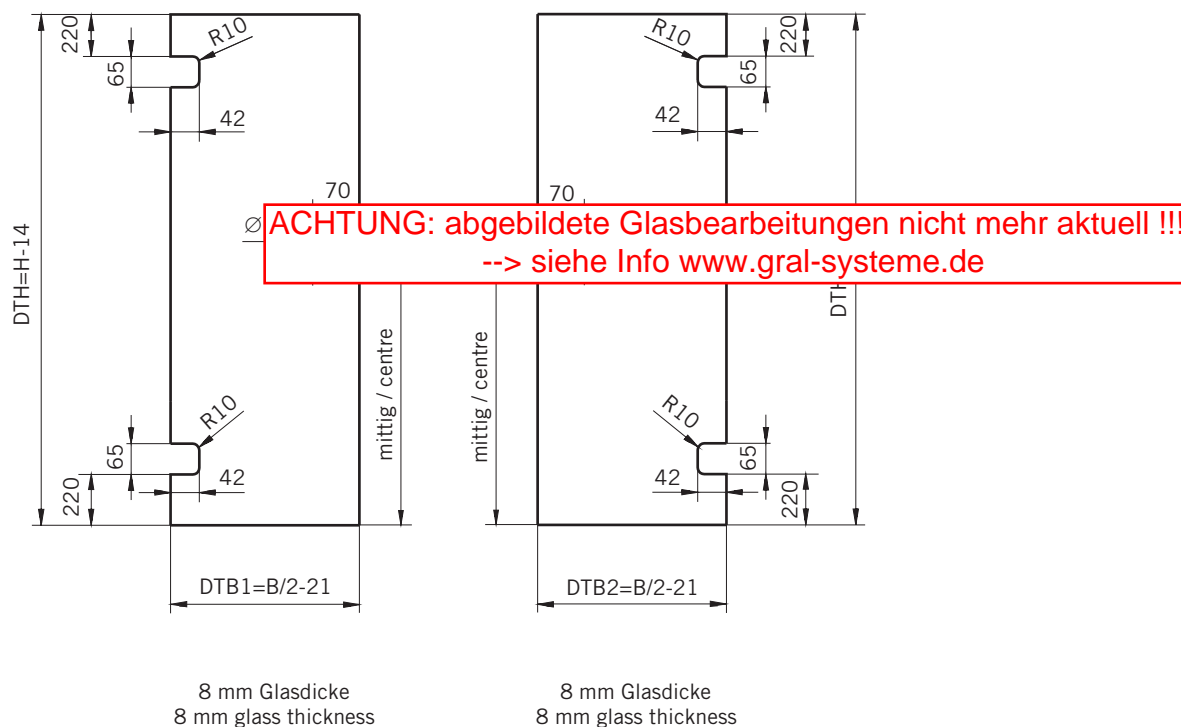 220
R10
65
42
70
Ø
DTH=H-14
mittig / centre
R10
65
42
220
DTB1=B/2-21
8 mm Glasdicke
8 mm glass thickness
R10
220
65
42
70
DTH
mittig / centre
R10
65
42
220
DTB2=B/2-21
8 mm Glasdicke
8 mm glass thickness
ACHTUNG: abgebildete Glasbearbeitungen nicht mehr aktuell !!!
--> siehe Info www.gral-systeme.de